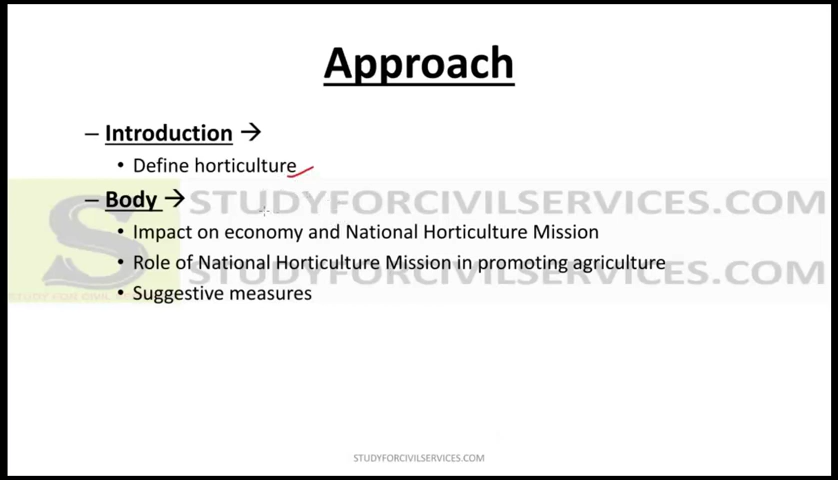 Approach
– Introduction →
• Define horticulture
– Body →
STUDYFORCIVILSERVICES.COM
• Impact on economy and National Horticulture Mission
• Role of National Horticulture Mission in promoting agriculture
STUDYFORCIVILSERVICES.COM
• Suggestive measures
STUDYFORCIVILSERVICES.COM